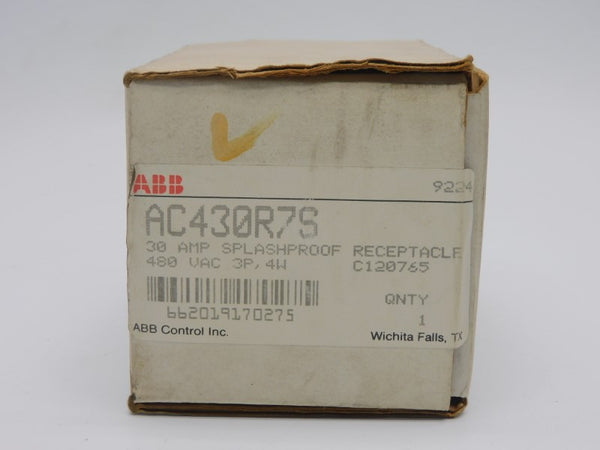 ABB 9224
AC430R7S
30 AMP SPLASHPROOF RECEPTACLE
480 VAC 3P,4W C120765
QNTY
662019170275
1
ABB Control Inc. Wichita Falls, TX